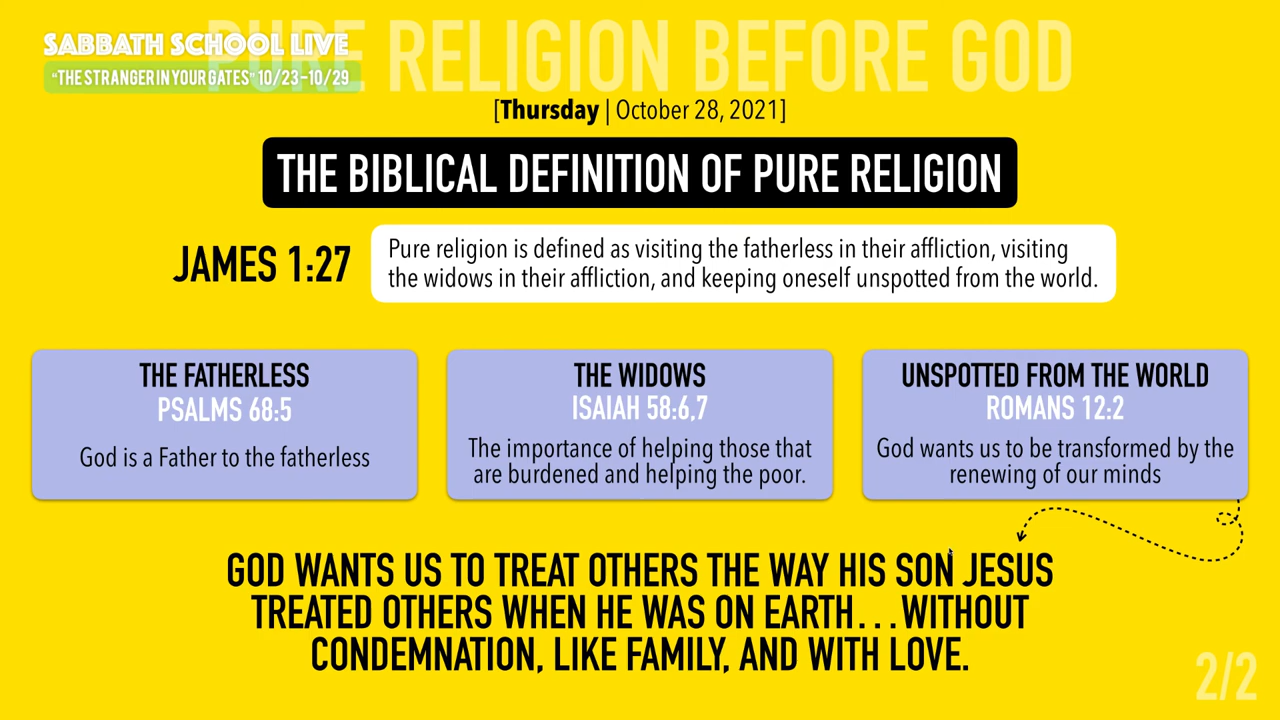 PURE RELIGION BEFORE GOD
SABBATH SCHOOL LIVE
"THE STRANGER IN YOUR GATES" 10/23-10/29
[Thursday | October 28, 2021]
THE BIBLICAL DEFINITION OF PURE RELIGION
JAMES 1:27
Pure religion is defined as visiting the fatherless in their affliction, visiting
the widows in their affliction, and keeping oneself unspotted from the world.
THE FATHERLESS
PSALMS 68:5
God is a Father to the fatherless
THE WIDOWS
ISAIAH 58:6,7
The importance of helping those that
are burdened and helping the poor.
UNSPOTTED FROM THE WORLD
ROMANS 12:2
God wants us to be transformed by the
renewing of our minds
GOD WANTS US TO TREAT OTHERS THE WAY HIS SON JESUS
TREATED OTHERS WHEN HE WAS ON EARTH...WITHOUT
CONDEMNATION, LIKE FAMILY, AND WITH LOVE.
2/2